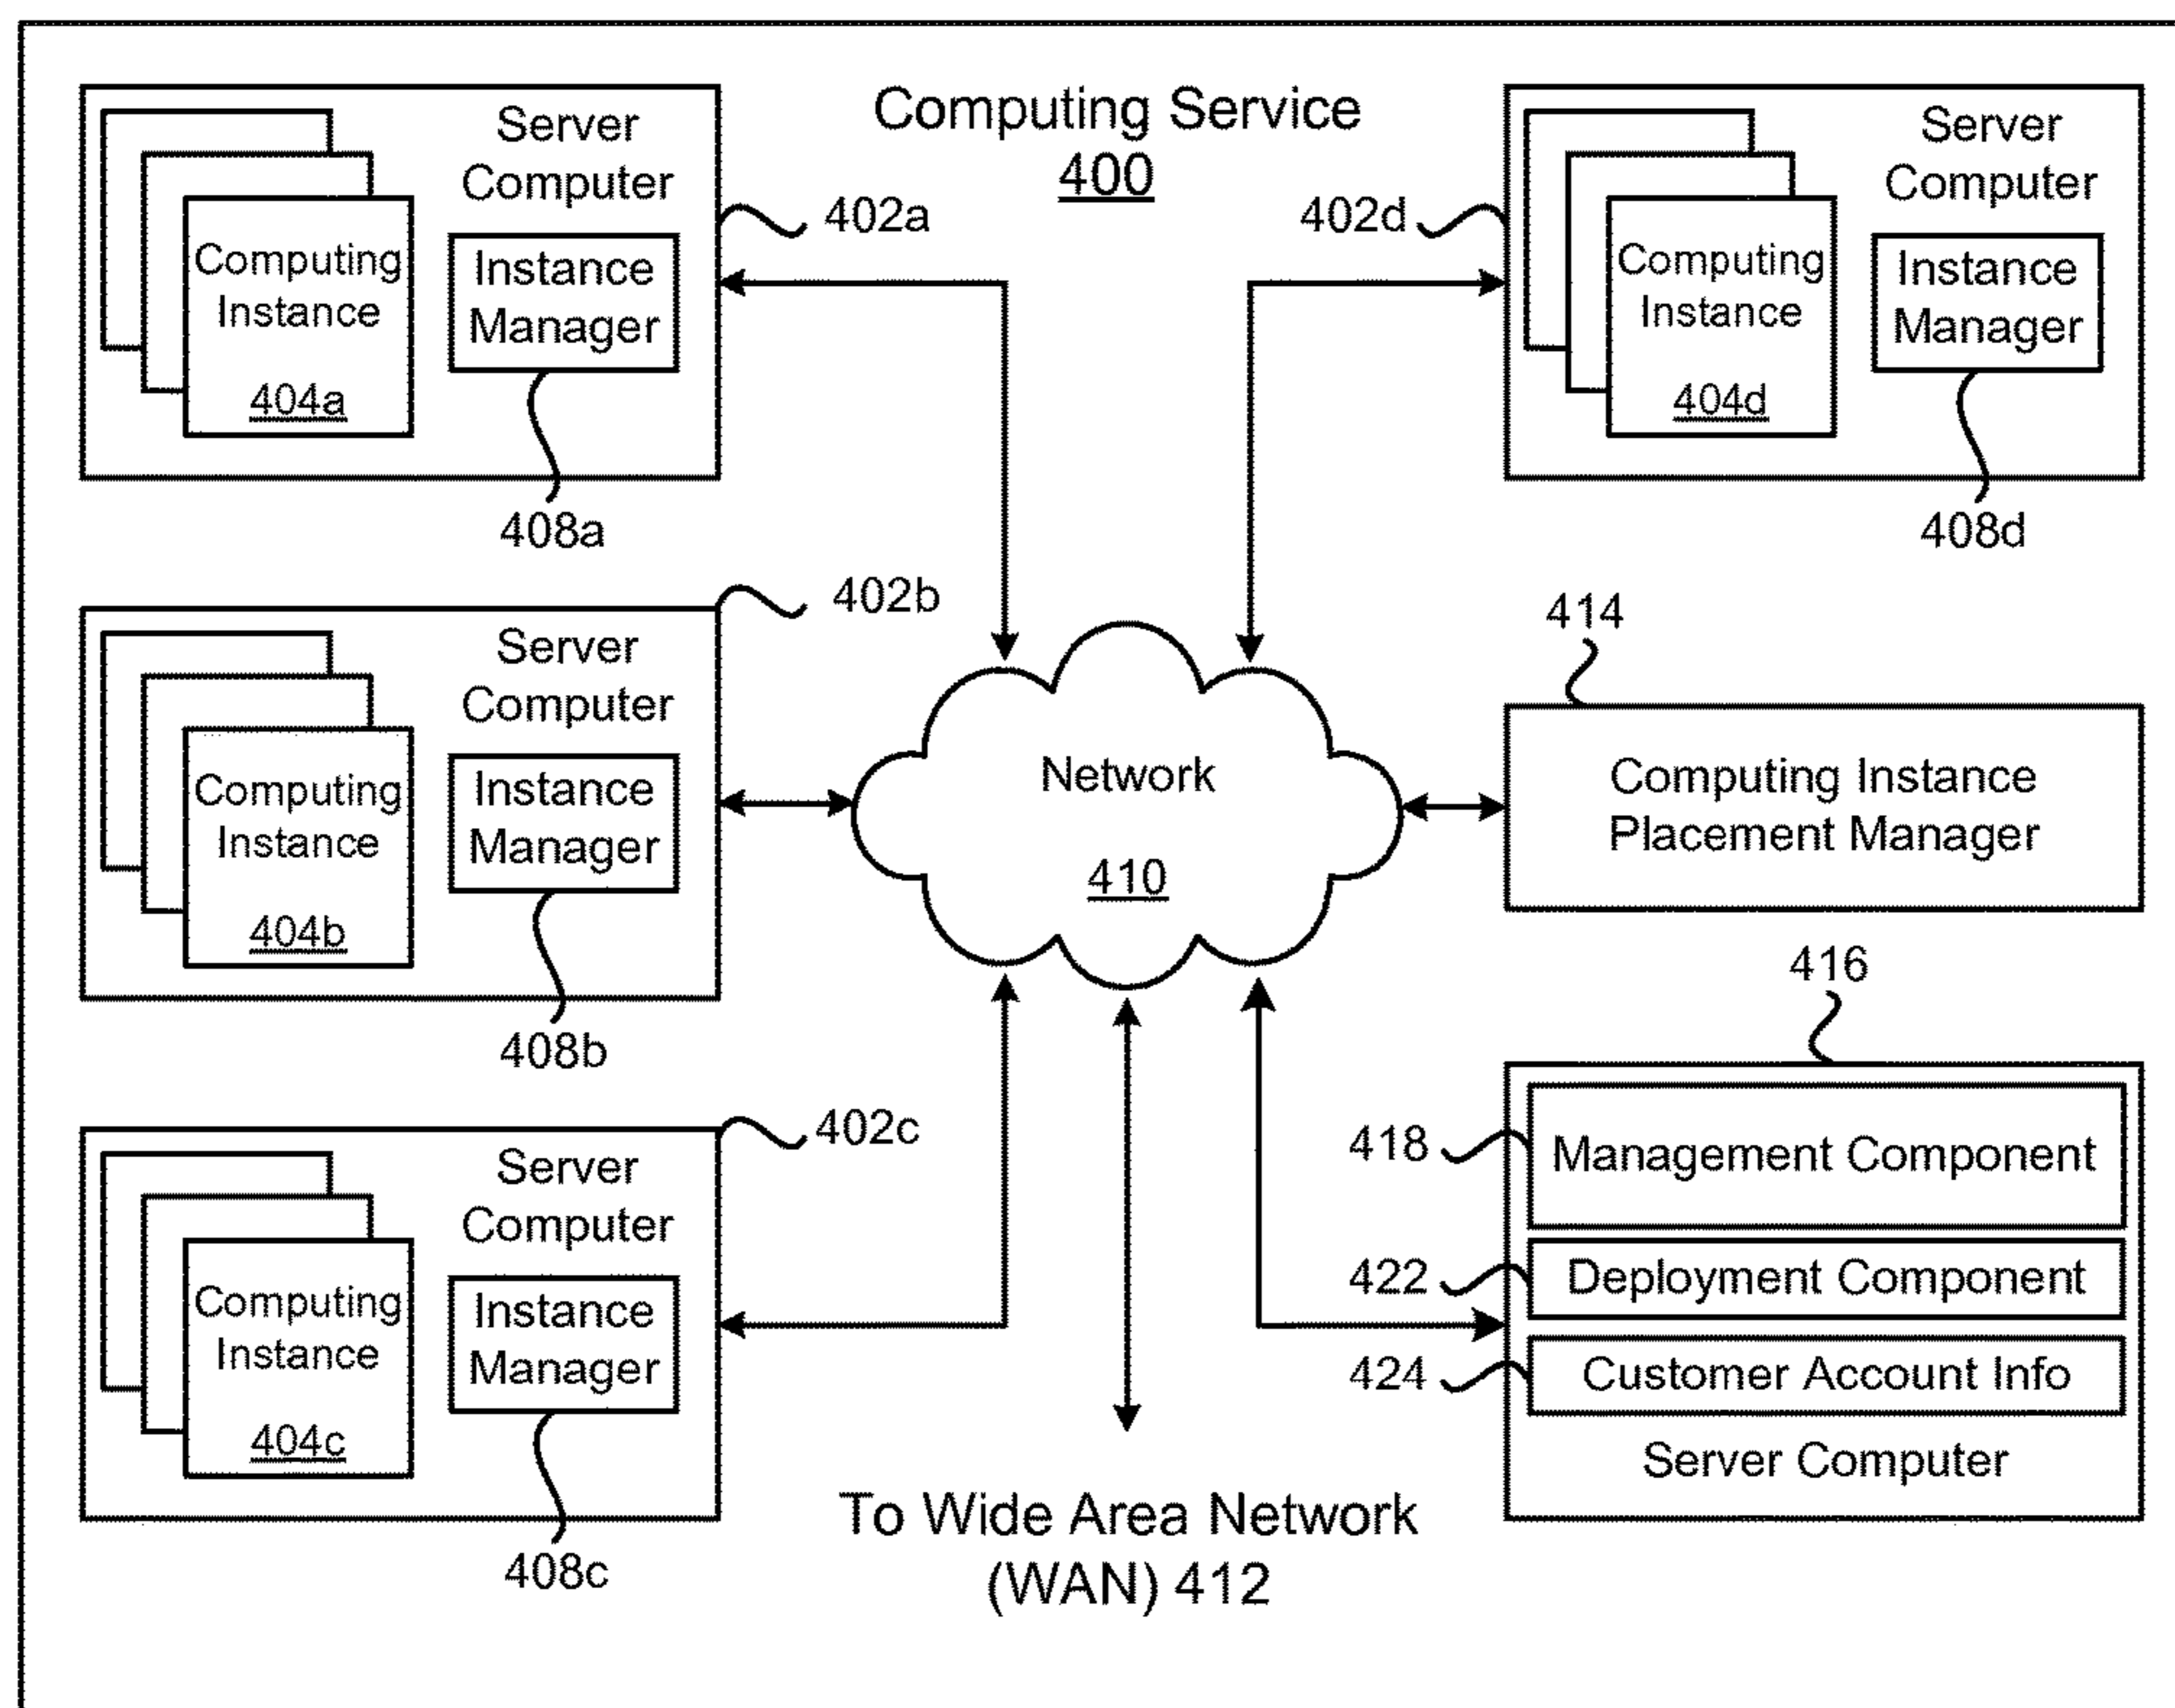 Computing Service
400
Server
Computer
Computing
Instance
404a
Instance
Manager
402a
408a
Server
Computer
Computing
Instance
404d
Instance
Manager
402d
408d
Server
Computer
Computing
Instance
404b
Instance
Manager
402b
408b
Network
410
414
Computing Instance
Placement Manager
Server
Computer
Computing
Instance
404c
Instance
Manager
402c
408c
416
418
Management Component
422
Deployment Component
424
Customer Account Info
Server Computer
To Wide Area Network
(WAN) 412